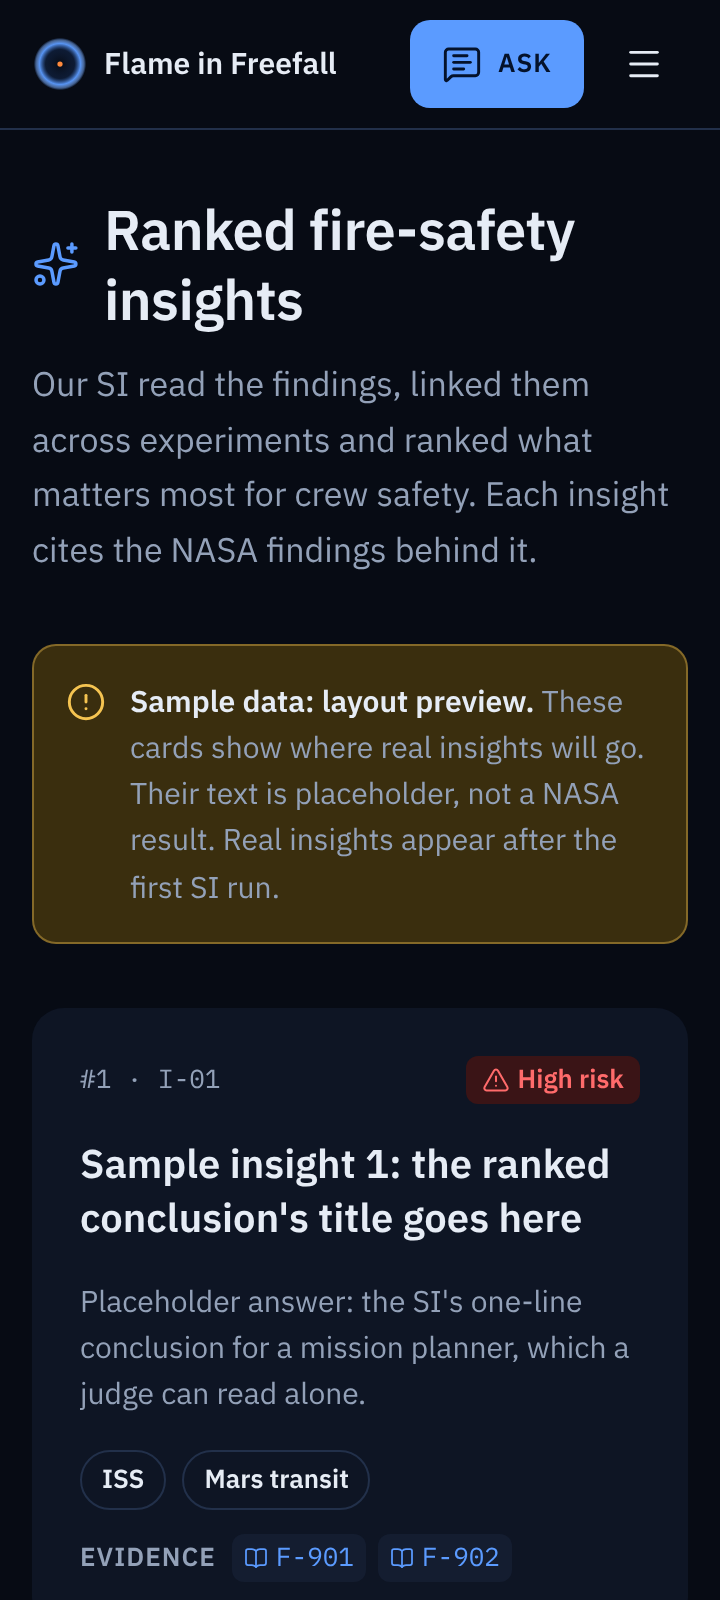 Flame in Freefall
ASK
Ranked fire-safety
insights
Our SI read the findings, linked them
across experiments and ranked what
matters most for crew safety. Each insight
cites the NASA findings behind it.
Sample data: layout preview. These
cards show where real insights will go.
Their text is placeholder, not a NASA
result. Real insights appear after the
first SI run.
#1 · I-01
High risk
Sample insight 1: the ranked
conclusion's title goes here
Placeholder answer: the SI's one-line
conclusion for a mission planner, which a
judge can read alone.
ISS
Mars transit
EVIDENCE F-901 F-902